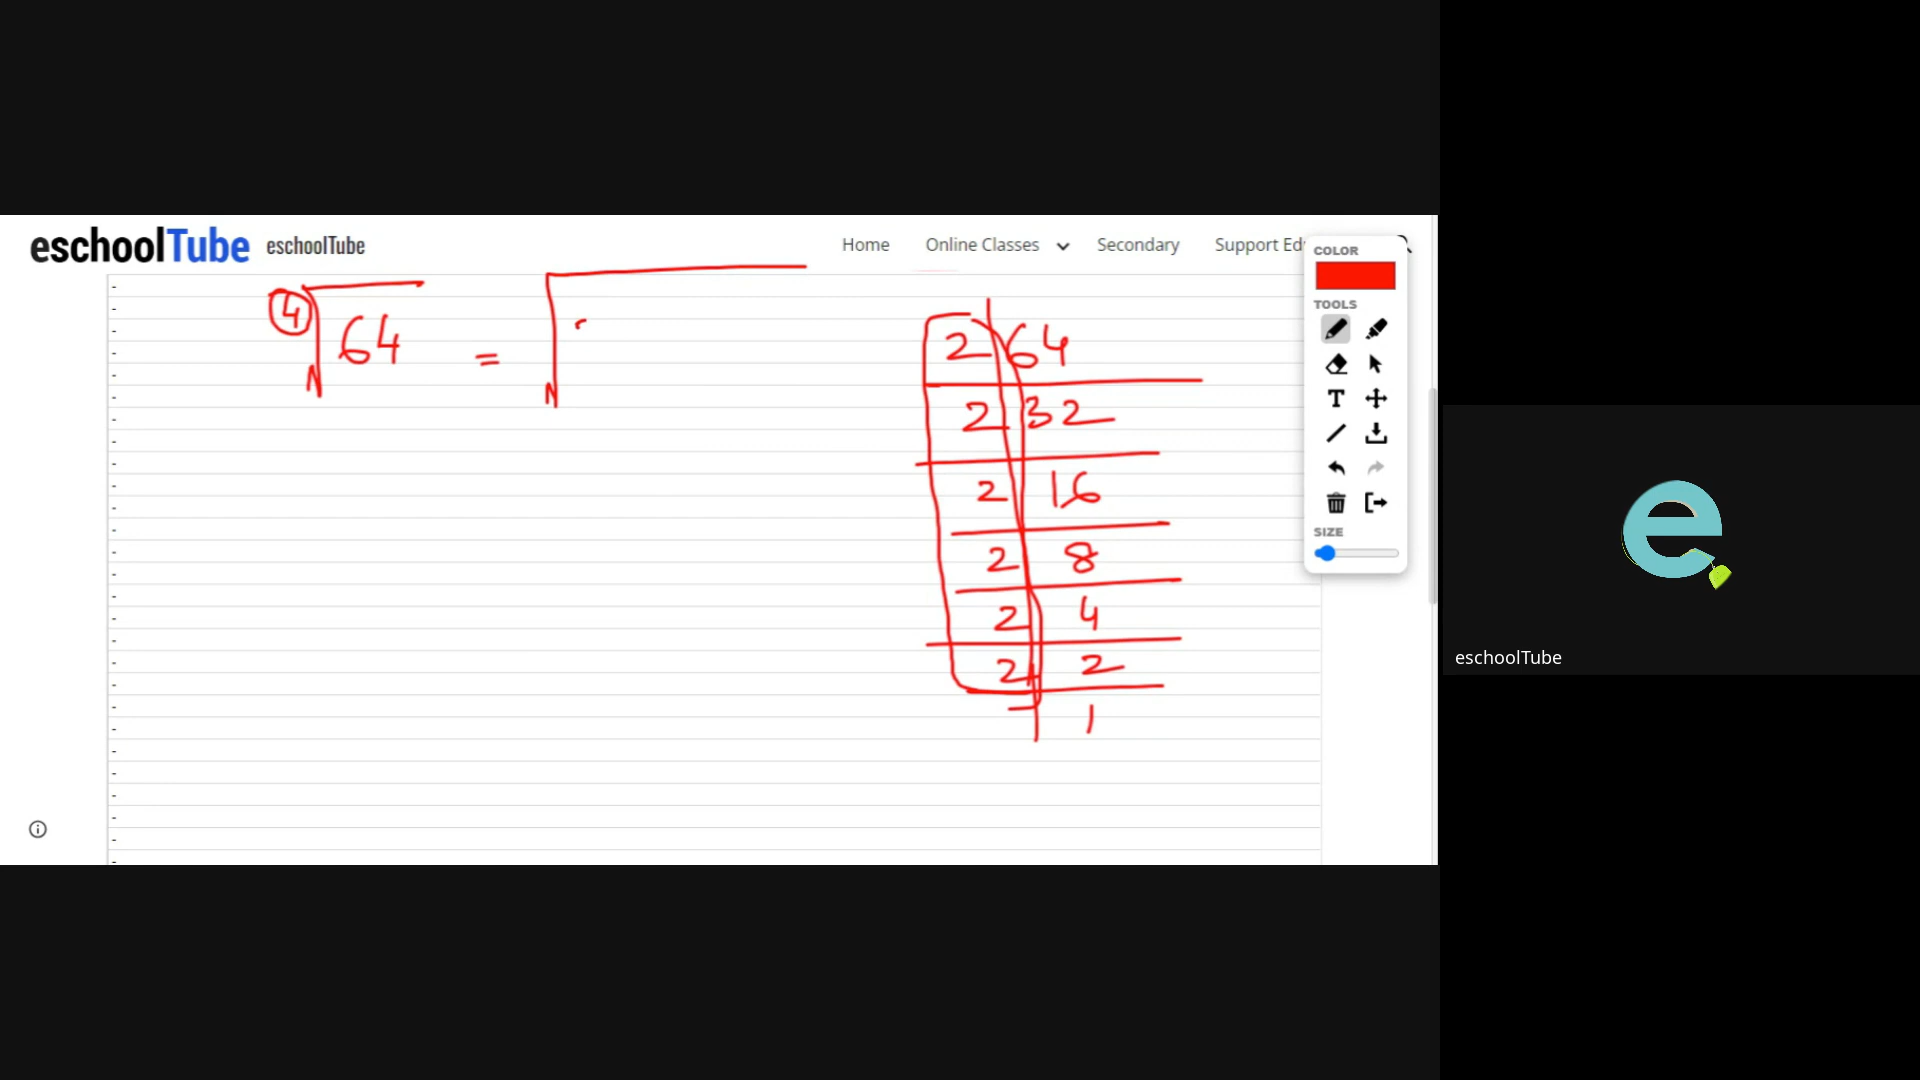 eschoolTube eschoolTube Home Online Classes Secondary Support Ed
COLOR
TOOLS
T
SIZE
4√64 = √
2 64
2 32
2 16
2 8
2 4
2 2
1
eschoolTube